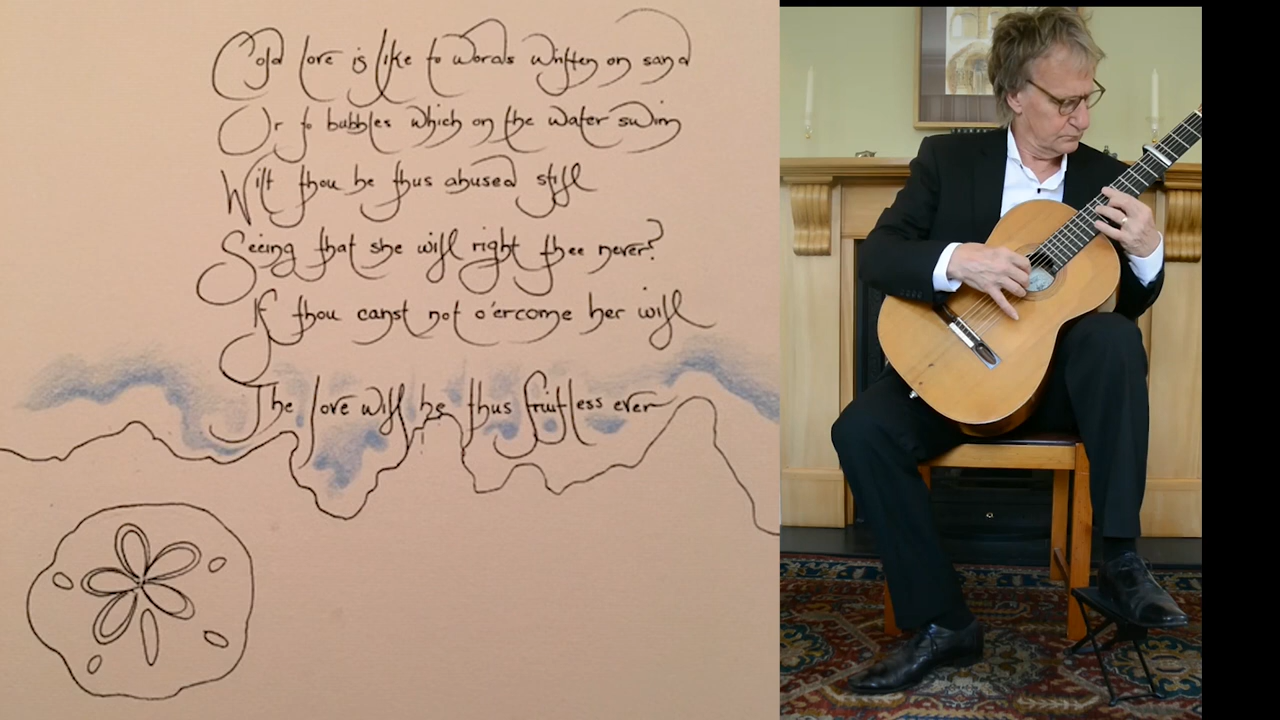 Cold love is like to words written on sand
Or to bubbles which on the water swim
Wilt thou be thus abused still
Seeing that she will right thee never?
If thou canst not o'ercome her will
The love will be thus fruitless ever